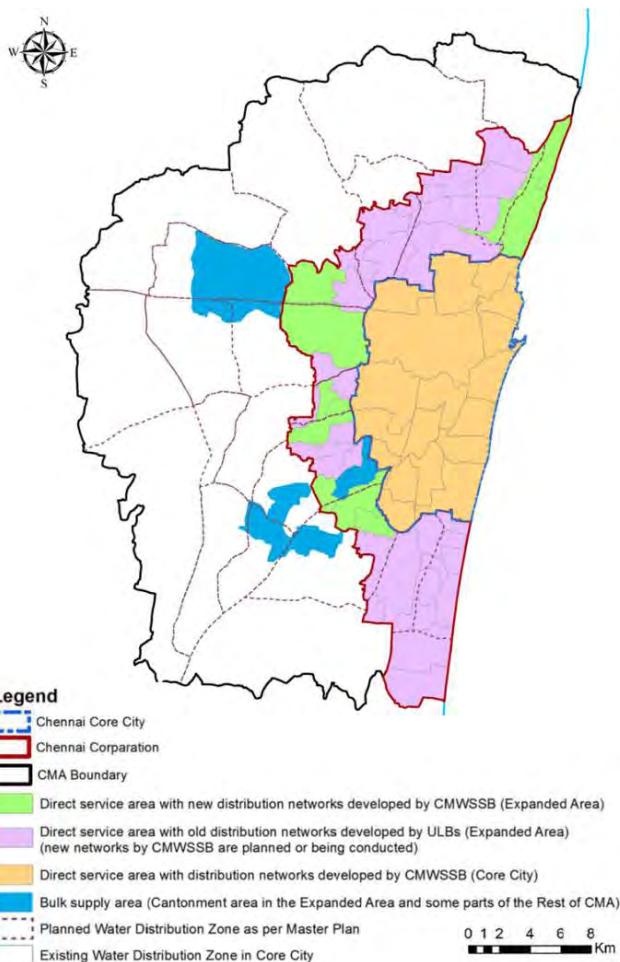 N
W E
S
Legend
Chennai Core City
Chennai Corparation
CMA Boundary
Direct service area with new distribution networks developed by CMWSSB (Expanded Area)
Direct service area with old distribution networks developed by ULBs (Expanded Area)
(new networks by CMWSSB are planned or being conducted)
Direct service area with distribution networks developed by CMWSSB (Core City)
Bulk supply area (Cantonment area in the Expanded Area and some parts of the Rest of CMA)
Planned Water Distribution Zone as per Master Plan
Existing Water Distribution Zone in Core City
0 1 2 4 6 8
Km